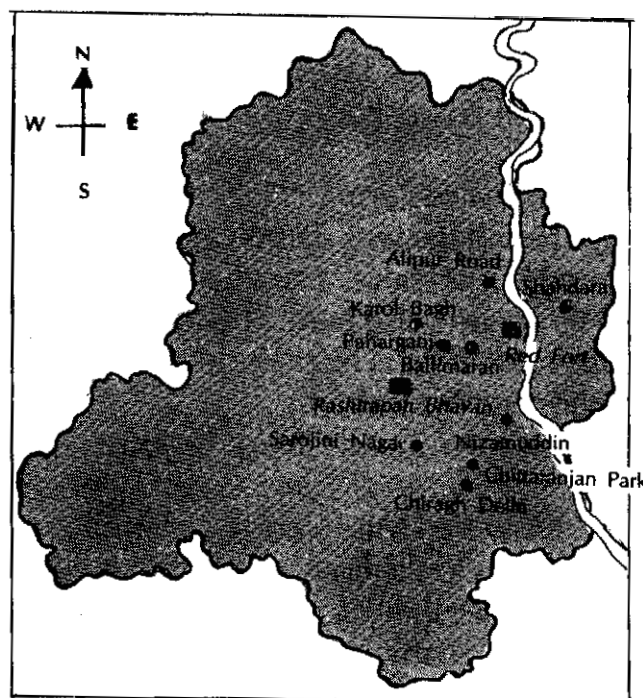 N
W E
S
Alipur Road
Shahdara
Karol Bagh
Paharganj
Red Fort
Ballimaran
Rashtrapati Bhavan
Sarojini Nagar
Nizamuddin
Chittaranjan Park
Chiragh Delhi